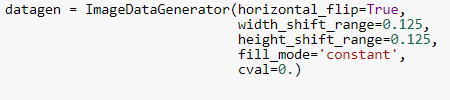 datagen = ImageDataGenerator(horizontal_flip=True,
                             width_shift_range=0.125,
                             height_shift_range=0.125,
                             fill_mode='constant',
                             cval=0.)